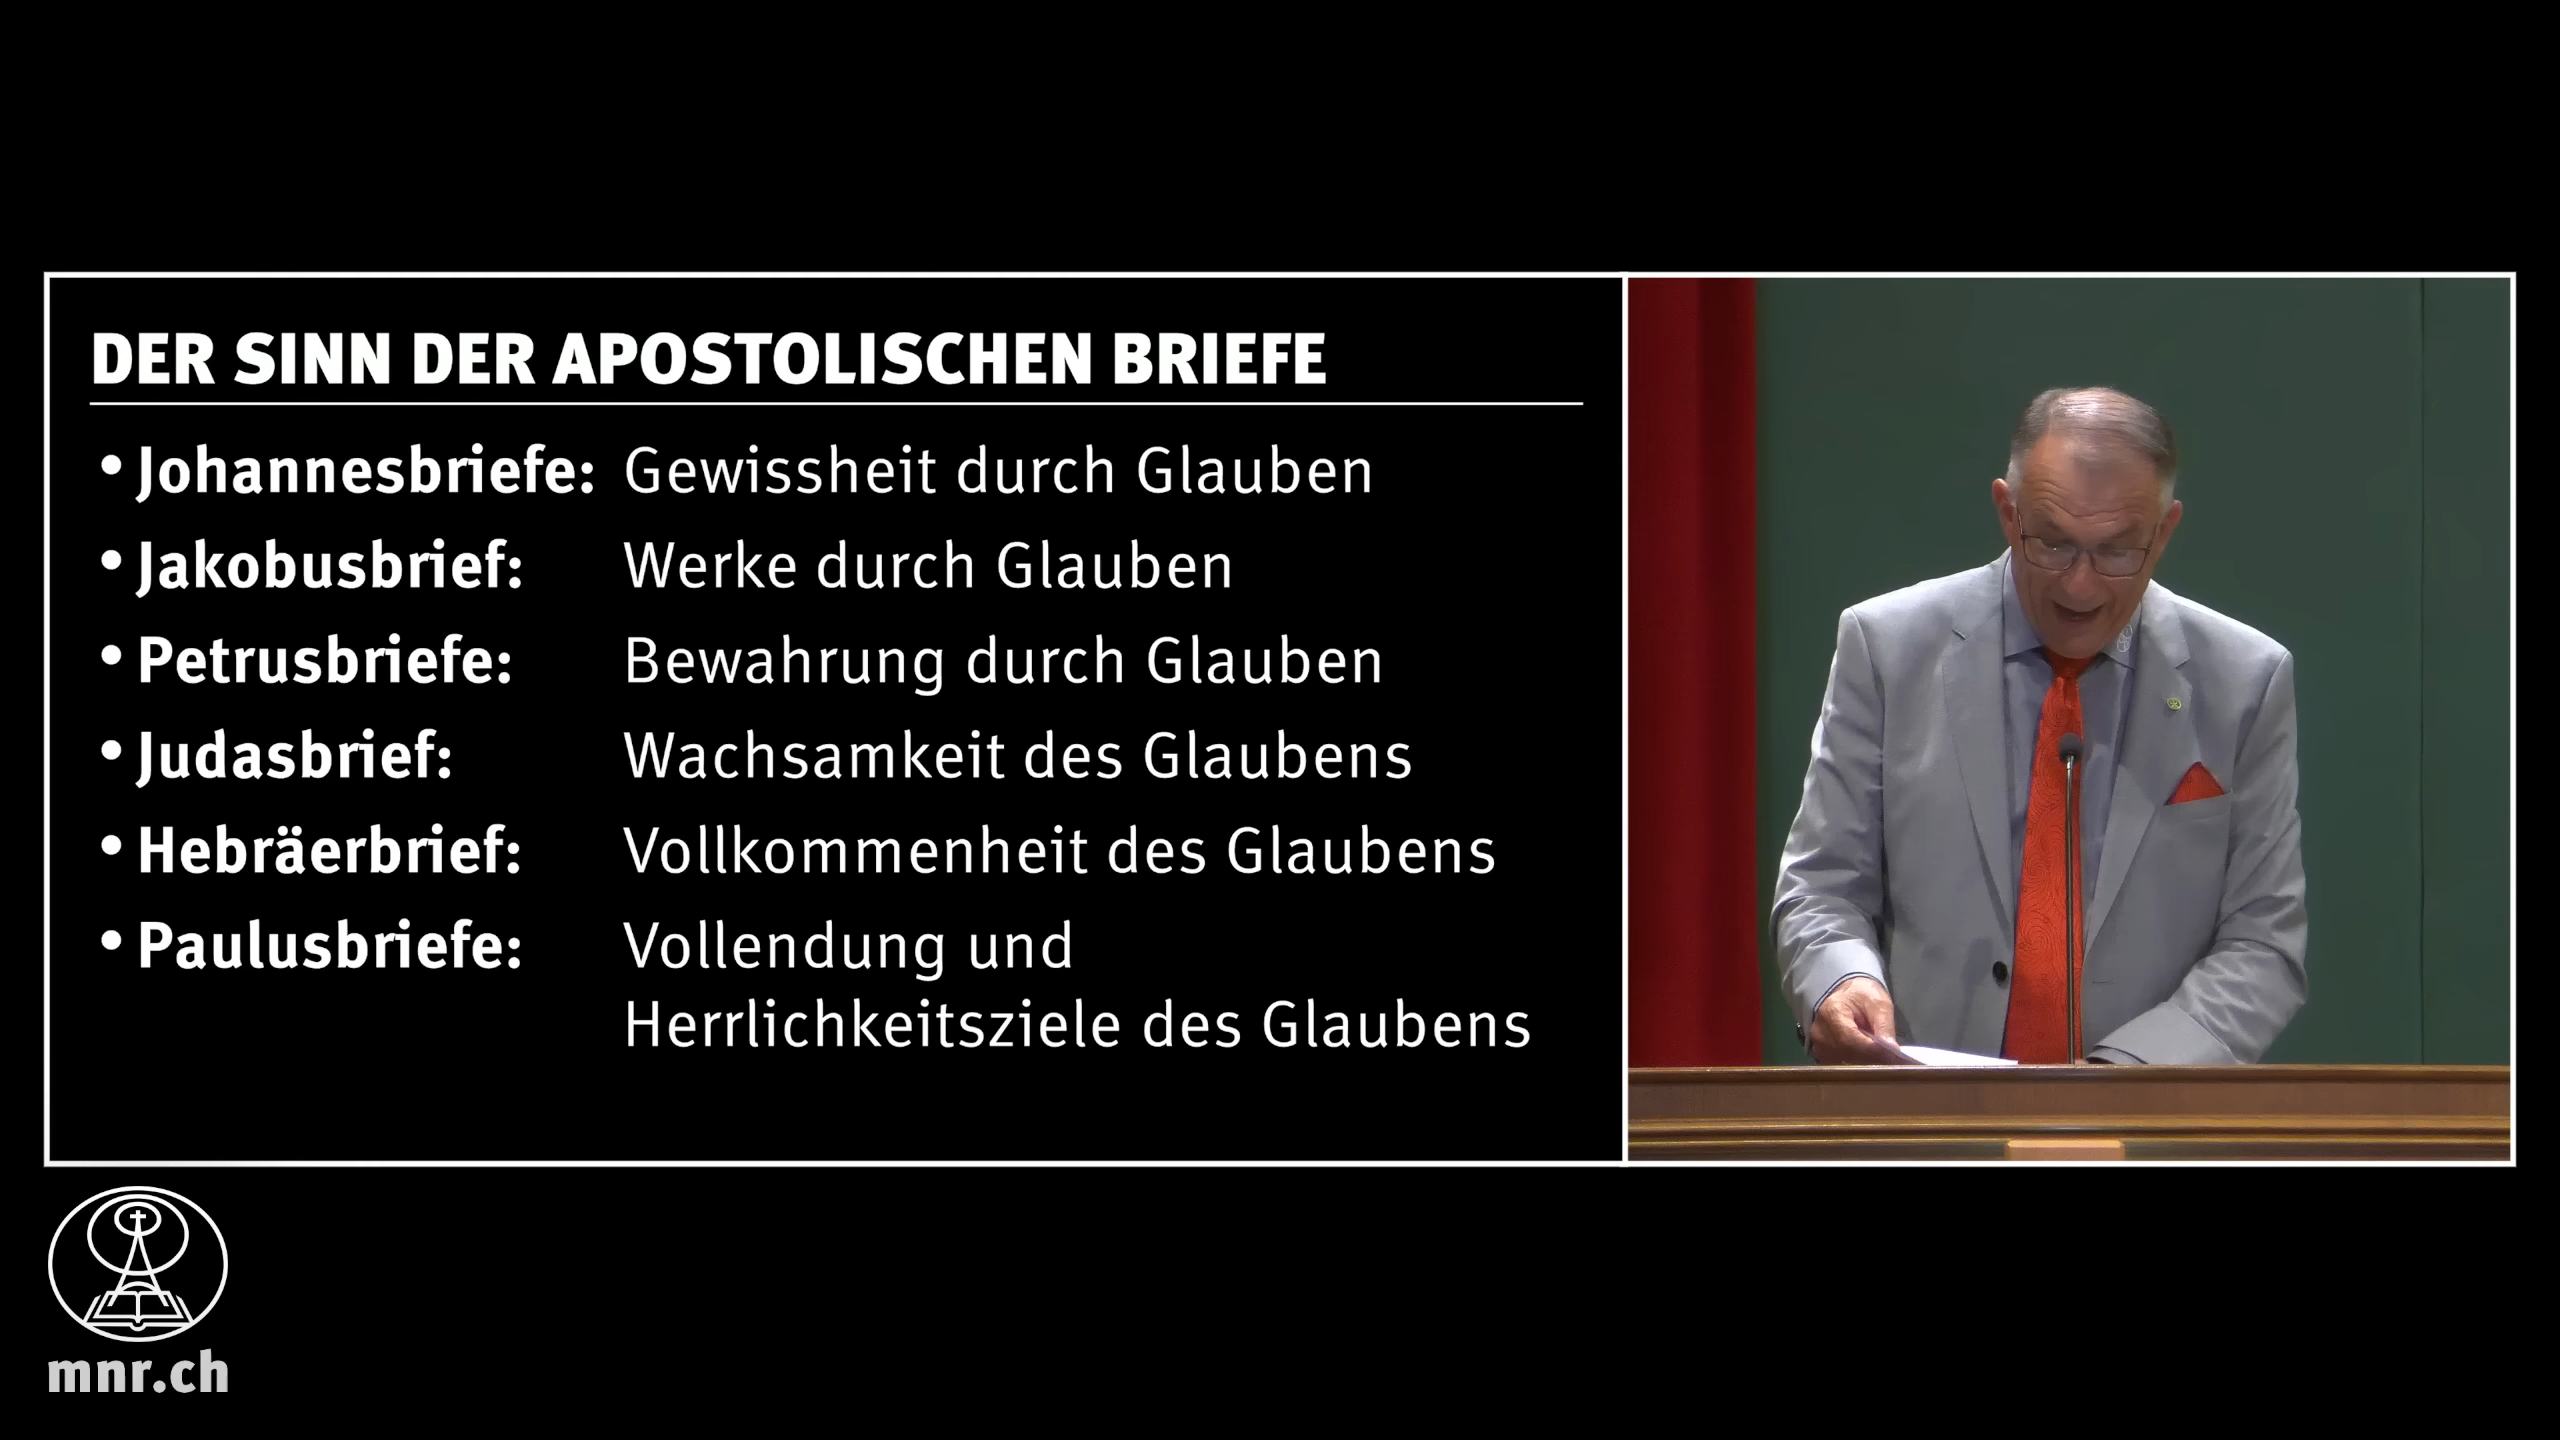 DER SINN DER APOSTOLISCHEN BRIEFE
• Johannesbriefe: Gewissheit durch Glauben
• Jakobusbrief: Werke durch Glauben
• Petrusbriefe: Bewahrung durch Glauben
• Judasbrief: Wachsamkeit des Glaubens
• Hebräerbrief: Vollkommenheit des Glaubens
• Paulusbriefe: Vollendung und
Herrlichkeitsziele des Glaubens
mnr.ch